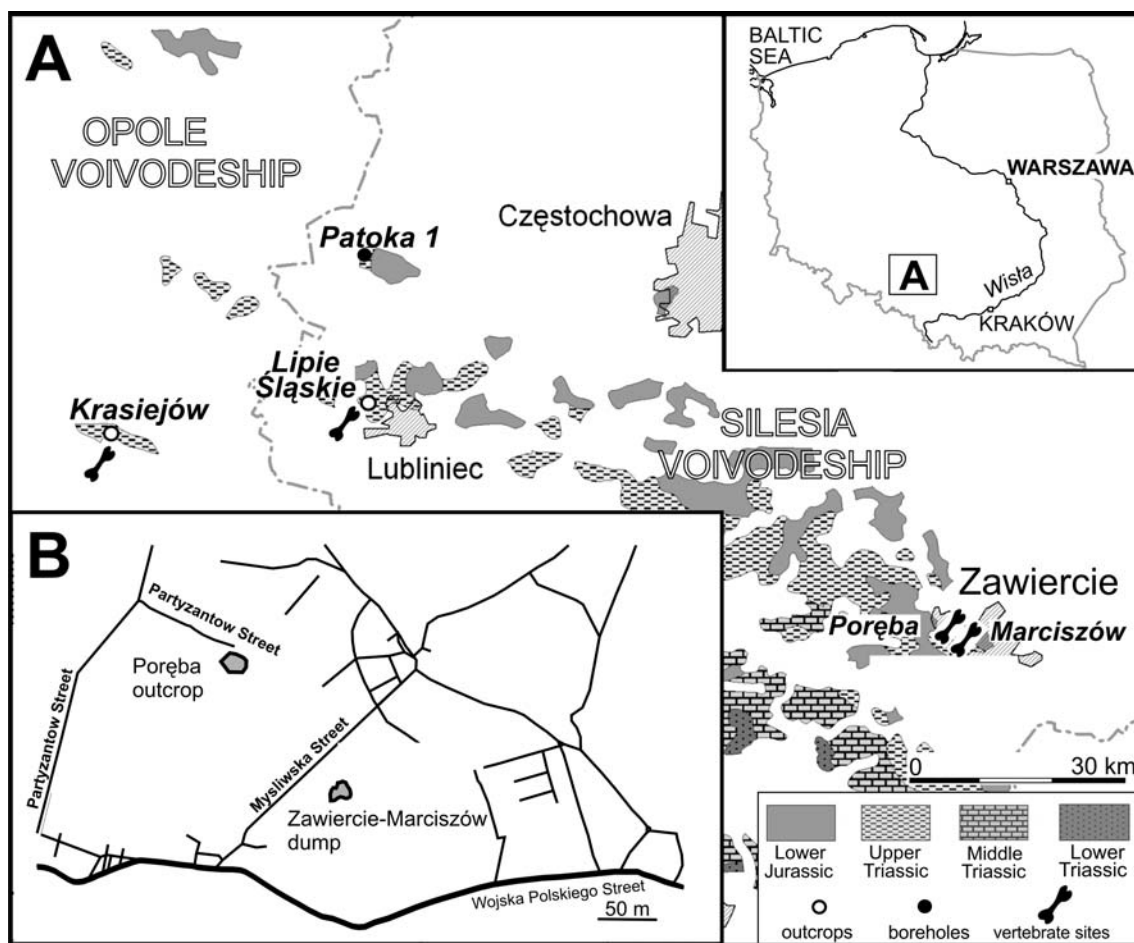 A
OPOLE
VOIVODESHIP
Patoka 1
Częstochowa
Lipie
Śląskie
Krasiejów
Lubliniec
SILESIA
VOIVODESHIP
Zawiercie
Poręba
Marciszów
0 30 km
BALTIC
SEA
WARSZAWA
A
Wisła
KRAKÓW
B
Partyzantow Street
Poręba
outcrop
Partyzantow Street
Mysliwska Street
Zawiercie-Marciszów
dump
Wojska Polskiego Street
50 m
Lower
Jurassic
Upper
Triassic
Middle
Triassic
Lower
Triassic
outcrops
boreholes
vertebrate sites